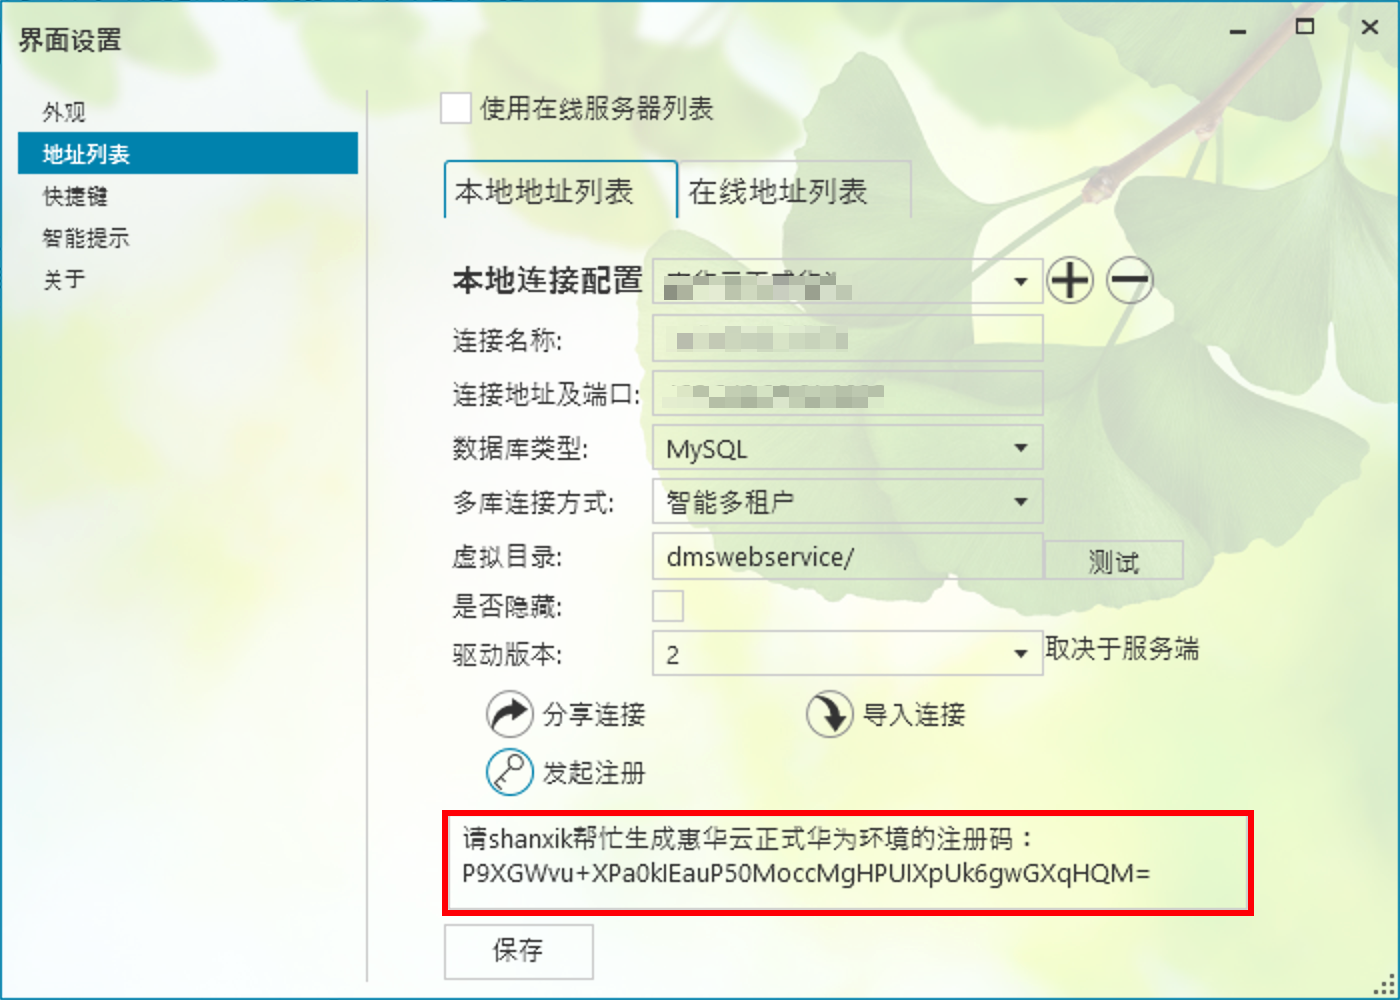 界面设置
外观
地址列表
快捷键
智能提示
关于
使用在线服务器列表
本地地址列表
在线地址列表
本地连接配置
连接名称:
连接地址及端口:
数据库类型:
MySQL
多库连接方式:
智能多租户
虚拟目录:
dmswebservice/
测试
是否隐藏:
驱动版本:
2
取决于服务端
分享连接
导入连接
发起注册
请shanxik帮忙生成惠华云正式华为环境的注册码：
P9XGWvu+XPa0kIEauP50MoccMgHPUIXpUk6gwGXqHQM=
保存